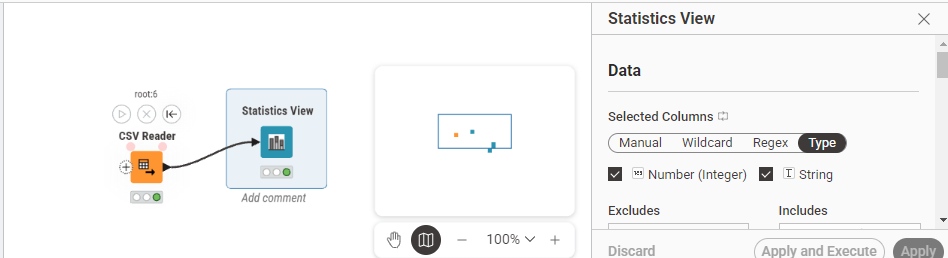 Statistics View
Data
Selected Columns
Manual Wildcard Regex Type
Number (Integer) String
Excludes Includes
Discard Apply and Execute Apply
root:6
CSV Reader
Statistics View
Add comment
100%